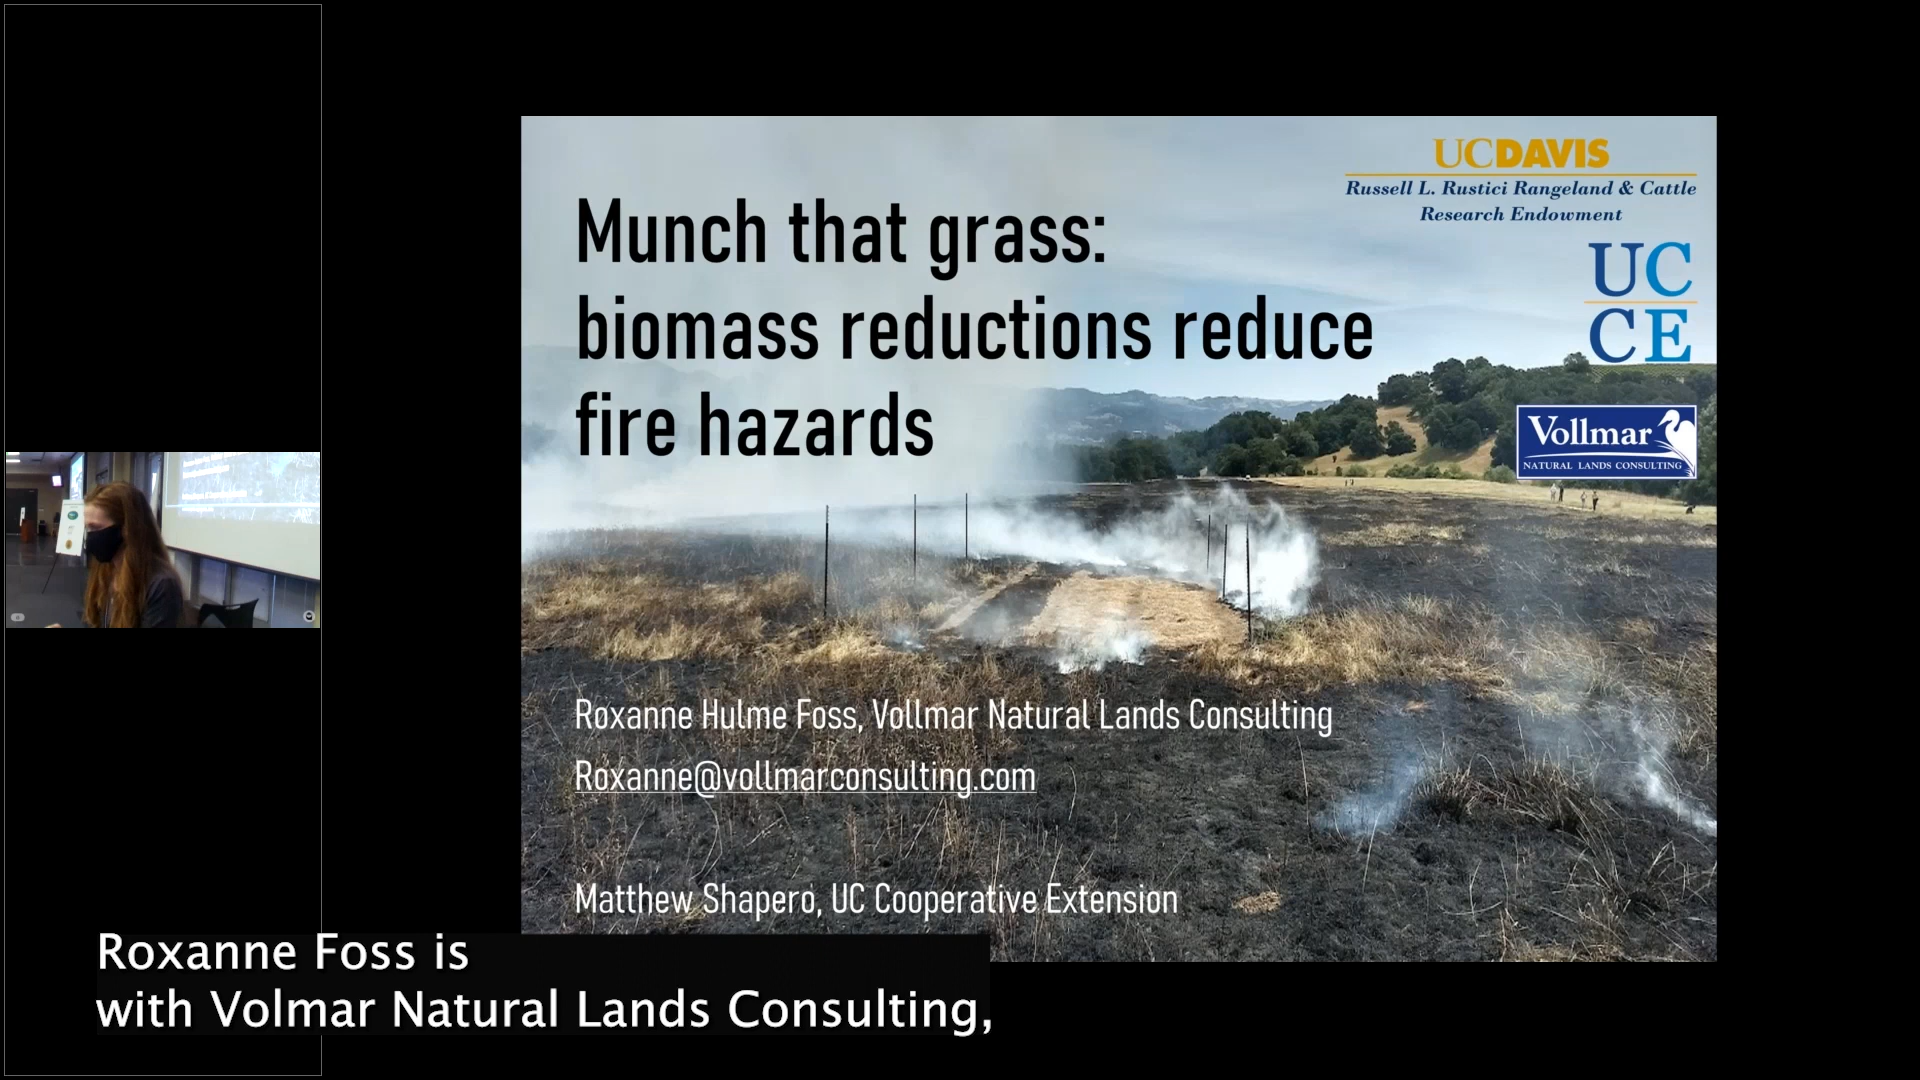 Munch that grass:
biomass reductions reduce
fire hazards
UCDAVIS
Russell L. Rustici Rangeland & Cattle
Research Endowment
UC
CE
Vollmar
NATURAL LANDS CONSULTING
Roxanne Hulme Foss, Vollmar Natural Lands Consulting
Roxanne@vollmarconsulting.com
Matthew Shapero, UC Cooperative Extension
Roxanne Foss is
with Volmar Natural Lands Consulting,